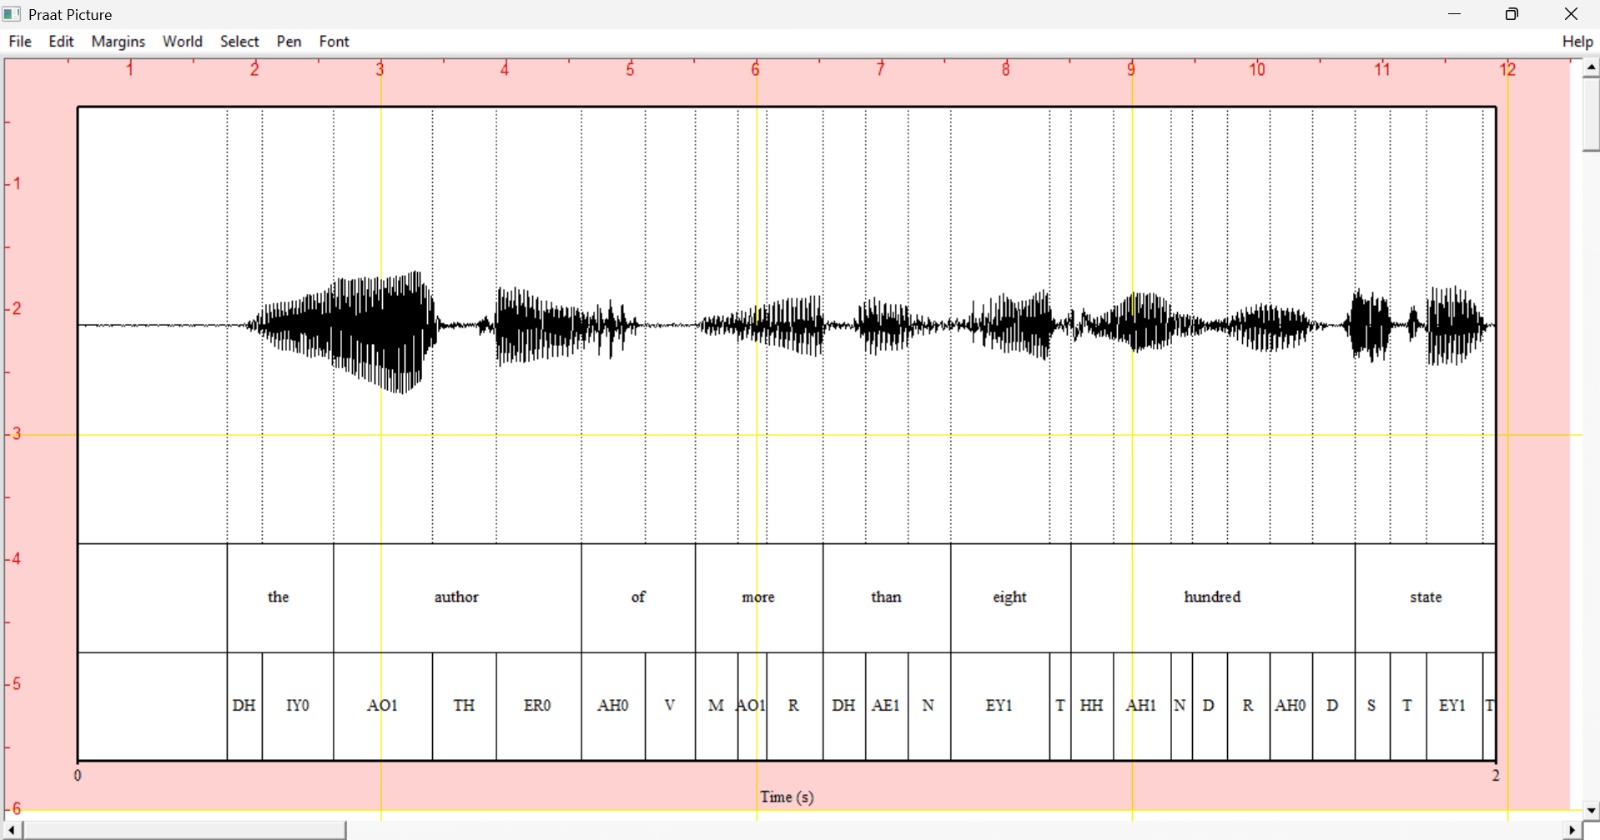 Praat Picture
File Edit Margins World Select Pen Font Help
1 2 3 4 5 6 7 8 9 10 11 12
1
2
3
4
the author of more than eight hundred state
5
DH IY0 AO1 TH ER0 AH0 V M AO1 R DH AE1 N EY1 T HH AH1 N D R AH0 D S T EY1 T
0 2
Time (s)
6